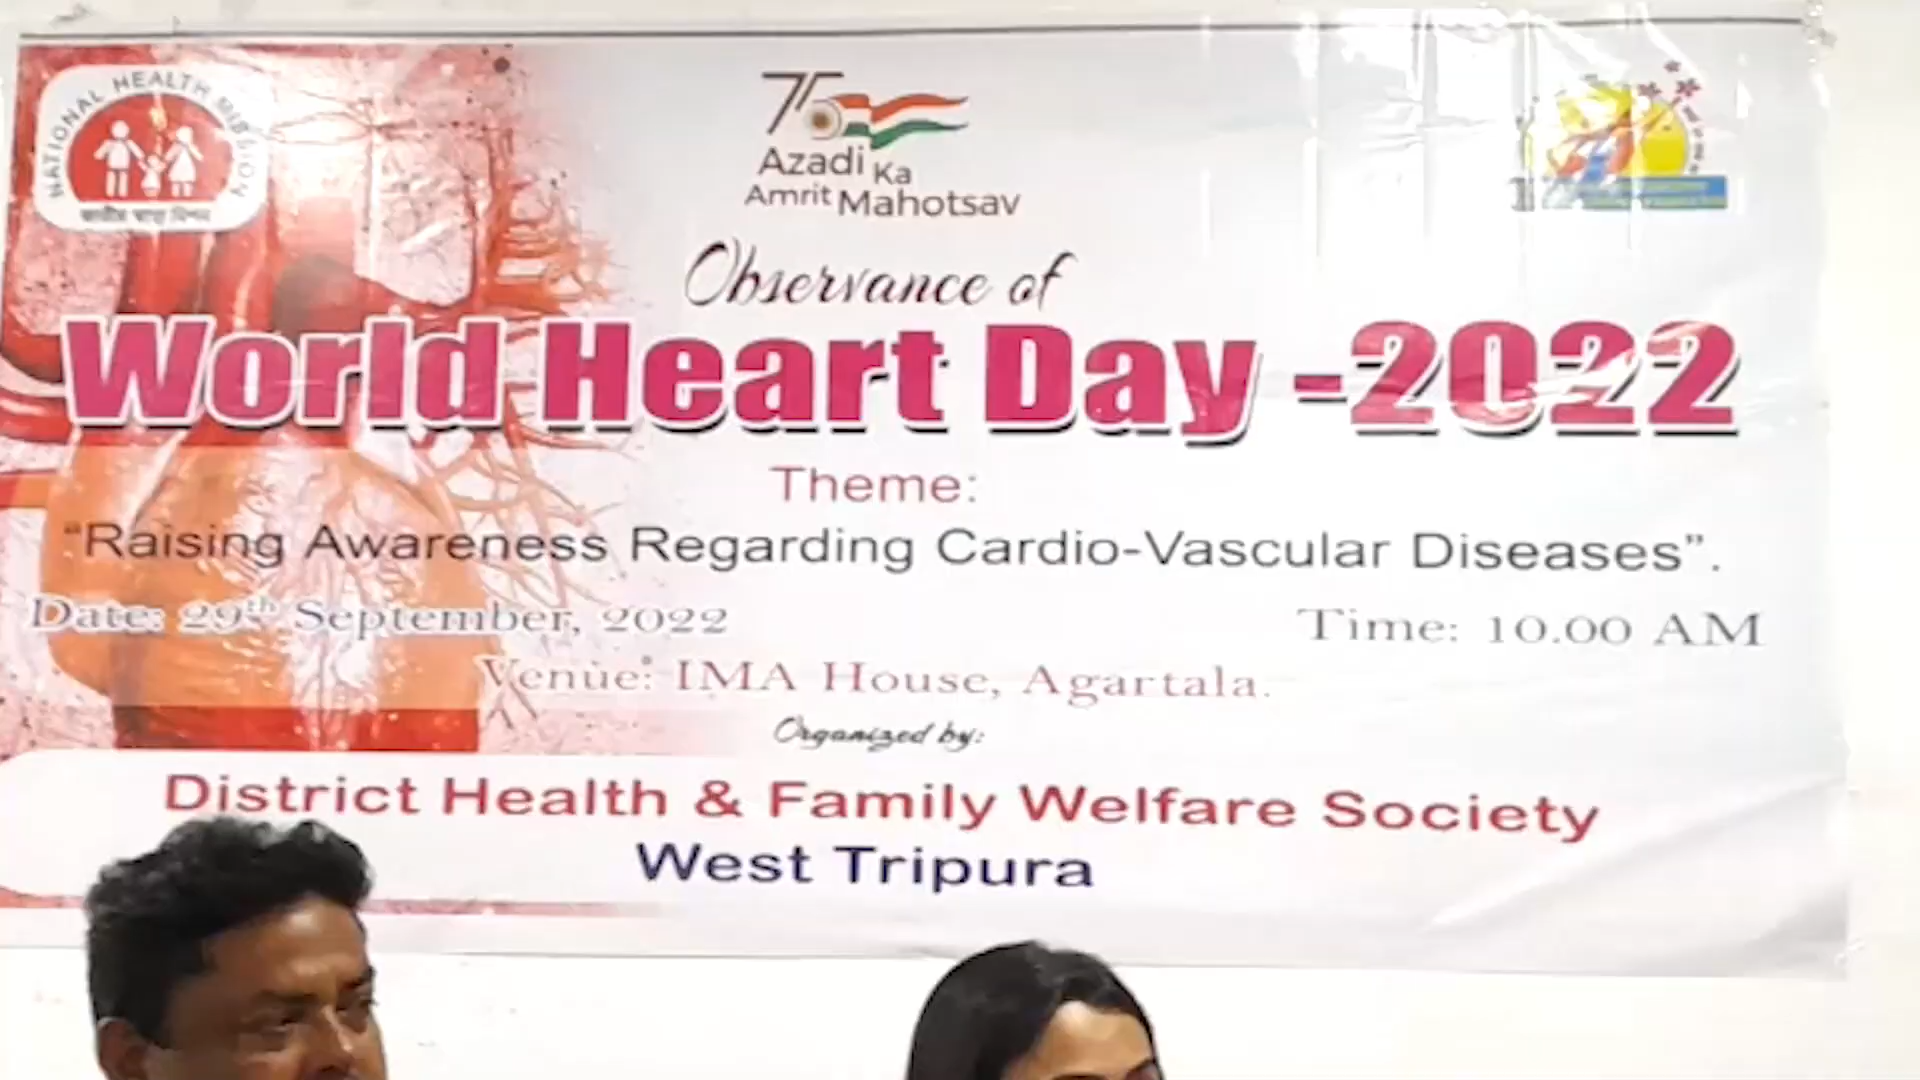 NATIONAL HEALTH MISSION
राष्ट्रीय स्वास्थ्य मिशन
75
Azadi Ka
Amrit Mahotsav
Observance of
World Heart Day -2022
Theme:
“Raising Awareness Regarding Cardio-Vascular Diseases”.
Date: 29th September, 2022
Time: 10.00 AM
Venue: IMA House, Agartala.
Organized by:
District Health & Family Welfare Society
West Tripura